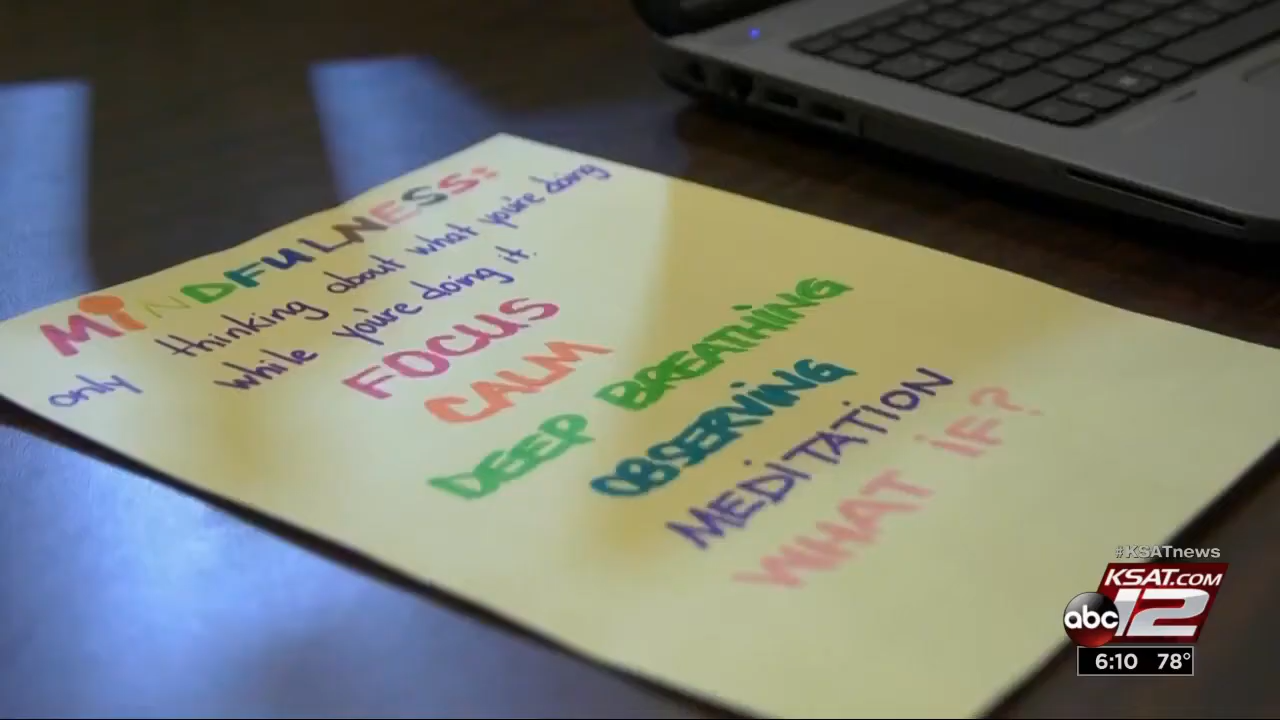 MiNDFULNESS:
only thinking about what you're doing
while you're doing it.
FOCUS
CALM
DEEP BREATHING
OBSERViNG
MEDiTATiON
WHAT iF?
#KSATnews
KSAT.COM
abc 12
6:10 78°